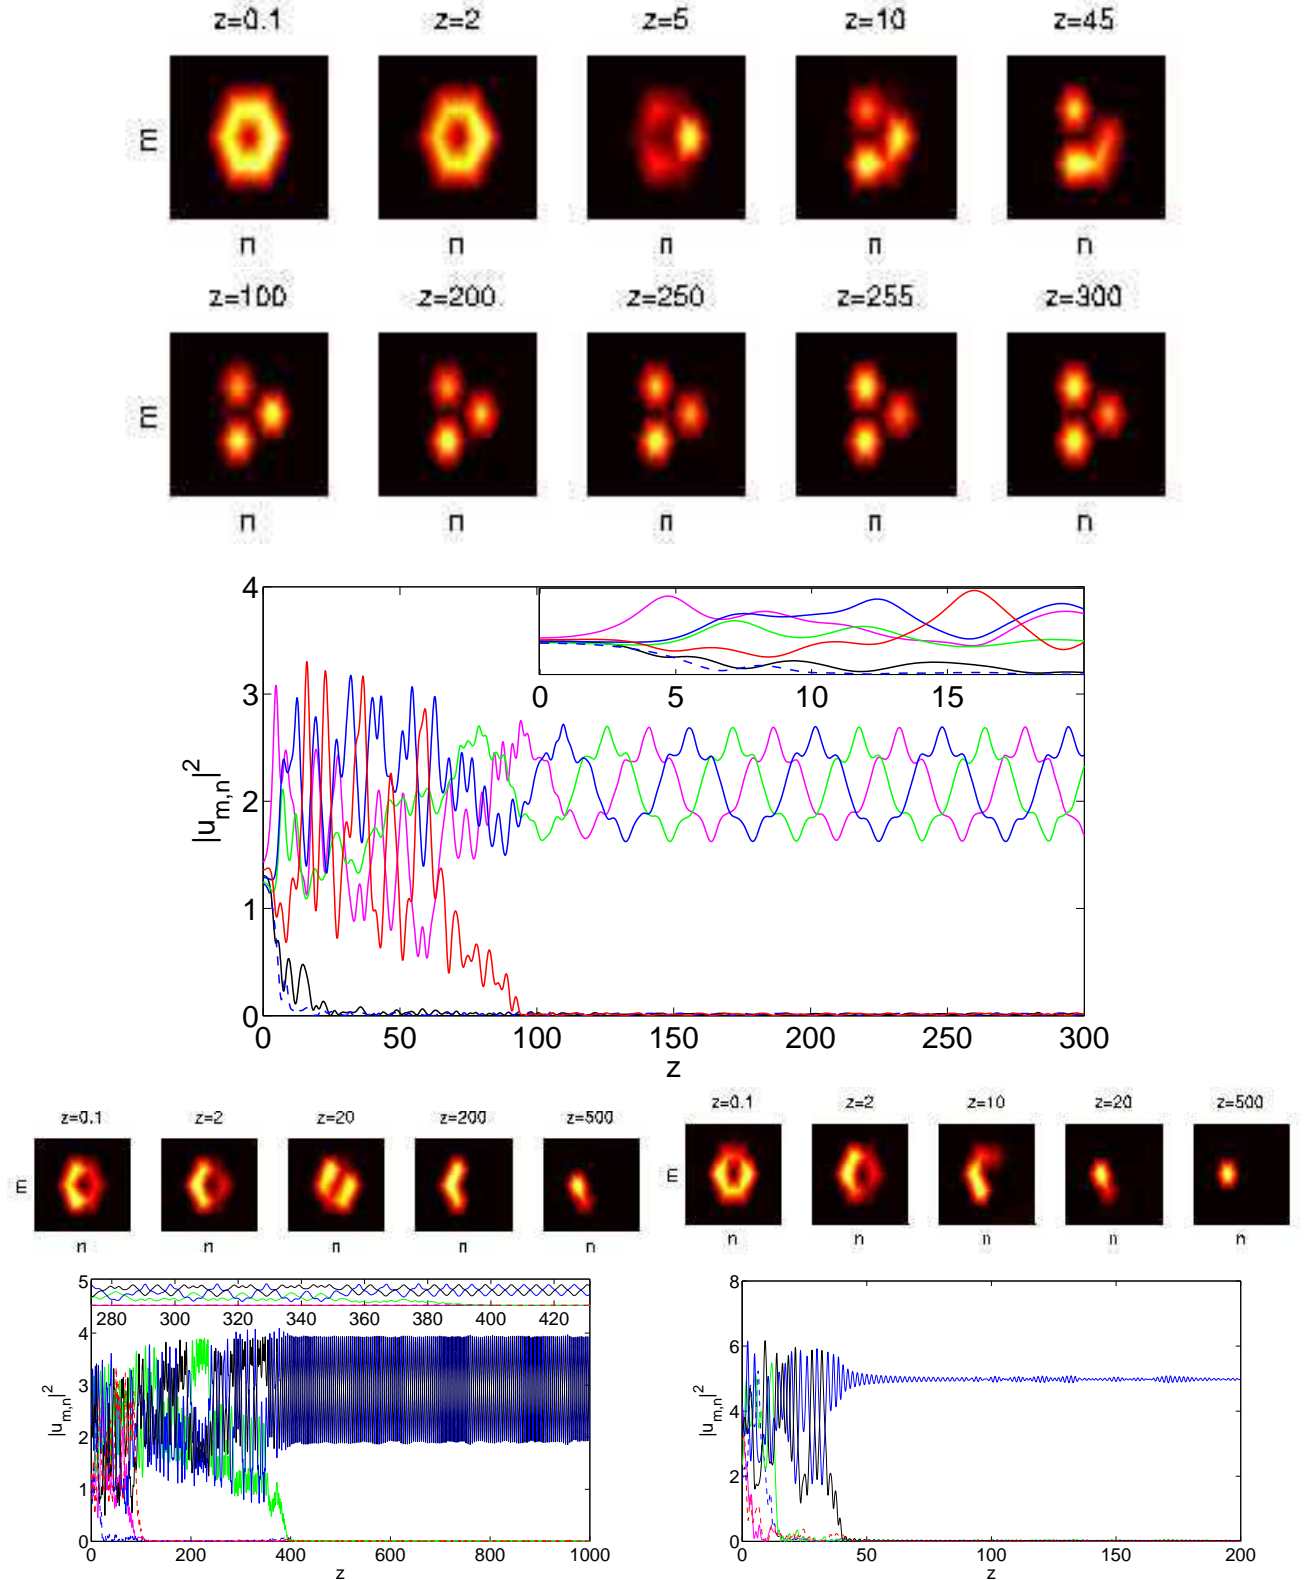 z=0.1 z=2 z=5 z=10 z=45
m
n n n n n
z=100 z=200 z=250 z=255 z=300
m
n n n n n
4
3
2
1
0
|u_{m,n}|^2
0 5 10 15
0 50 100 150 200 250 300
z
z=0.1 z=2 z=20 z=200 z=500
m
n n n n n
z=0.1 z=2 z=10 z=20 z=500
m
n n n n n
5
4
3
2
1
0
|u_{m,n}|^2
280 300 320 340 360 380 400 420
0 200 400 600 800 1000
z
8
6
4
2
0
|u_{m,n}|^2
0 50 100 150 200
z